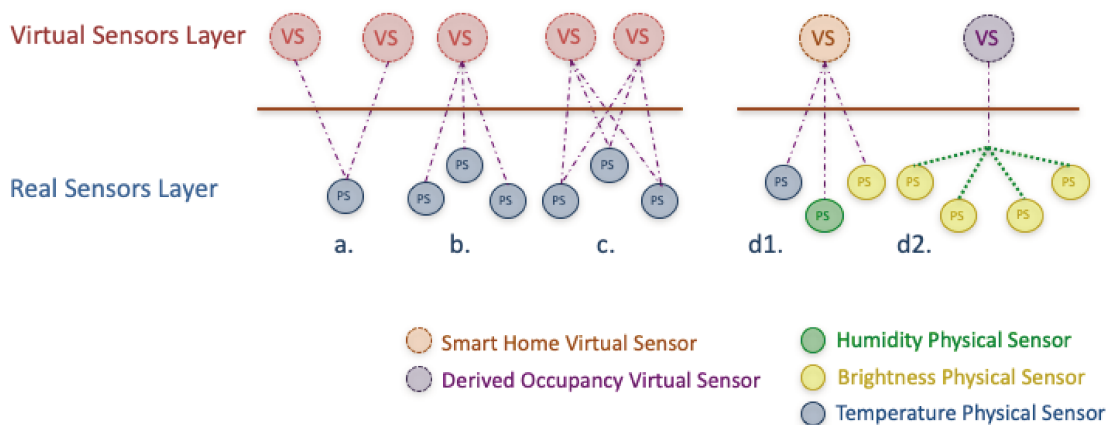 Virtual Sensors Layer
VS VS VS VS VS VS VS
Real Sensors Layer
PS PS PS PS PS PS PS PS PS PS PS PS PS PS
a. b. c. d1. d2.
Smart Home Virtual Sensor
Derived Occupancy Virtual Sensor
Humidity Physical Sensor
Brightness Physical Sensor
Temperature Physical Sensor